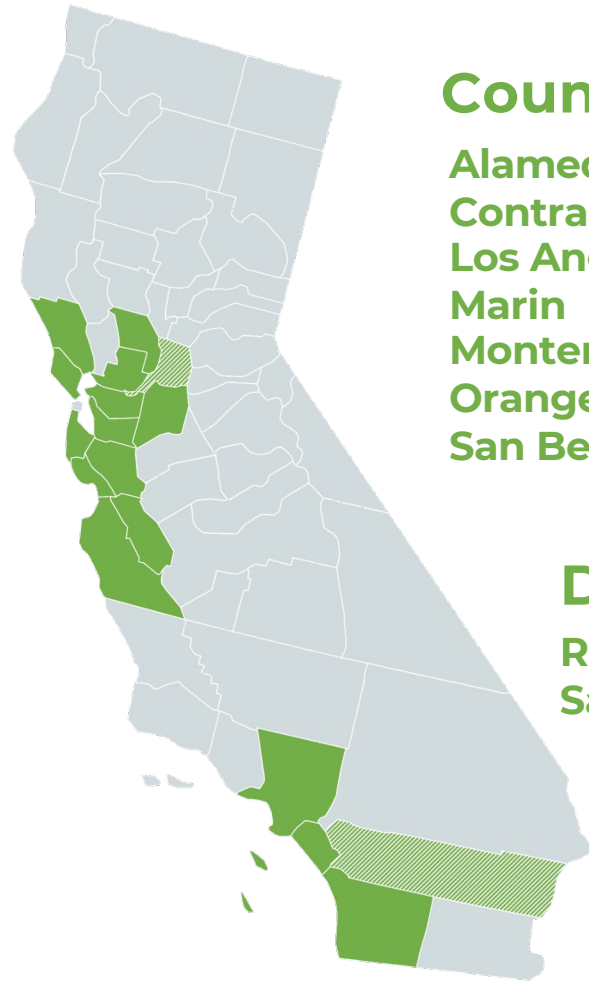 Coun
Alamed
Contra
Los An
Marin
Monter
Orange
San Be
D
R
Sa